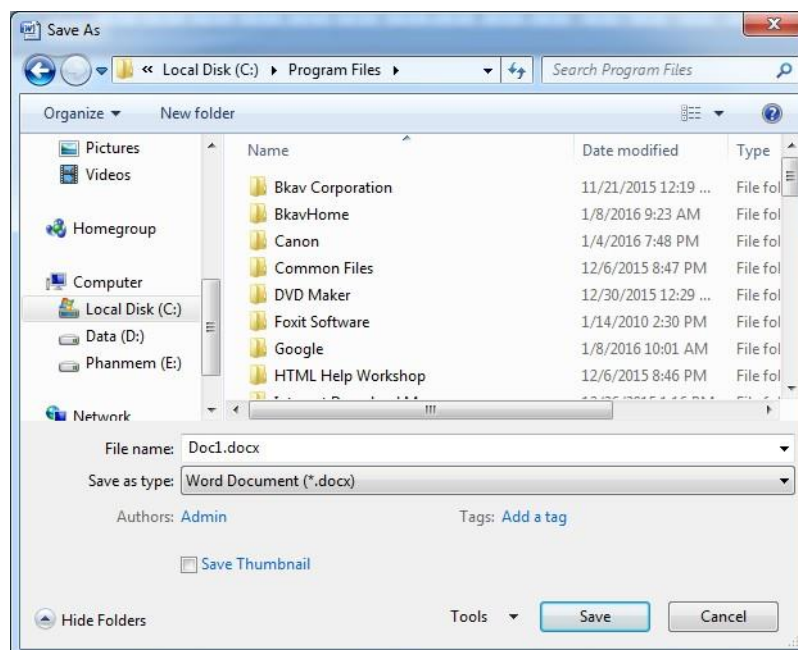 Save As
« Local Disk (C:) Program Files Search Program Files
Organize New folder
Pictures
Videos
Homegroup
Computer
Local Disk (C:)
Data (D:)
Phanmem (E:)
Network
Name Date modified Type
Bkav Corporation 11/21/2015 12:19 ... File fol
BkavHome 1/8/2016 9:23 AM File fol
Canon 1/4/2016 7:48 PM File fol
Common Files 12/6/2015 8:47 PM File fol
DVD Maker 12/30/2015 12:29 ... File fol
Foxit Software 1/14/2010 2:30 PM File fol
Google 1/8/2016 10:01 AM File fol
HTML Help Workshop 12/6/2015 8:46 PM File fol
File name: Doc1.docx
Save as type: Word Document (*.docx)
Authors: Admin Tags: Add a tag
Save Thumbnail
Hide Folders Tools Save Cancel